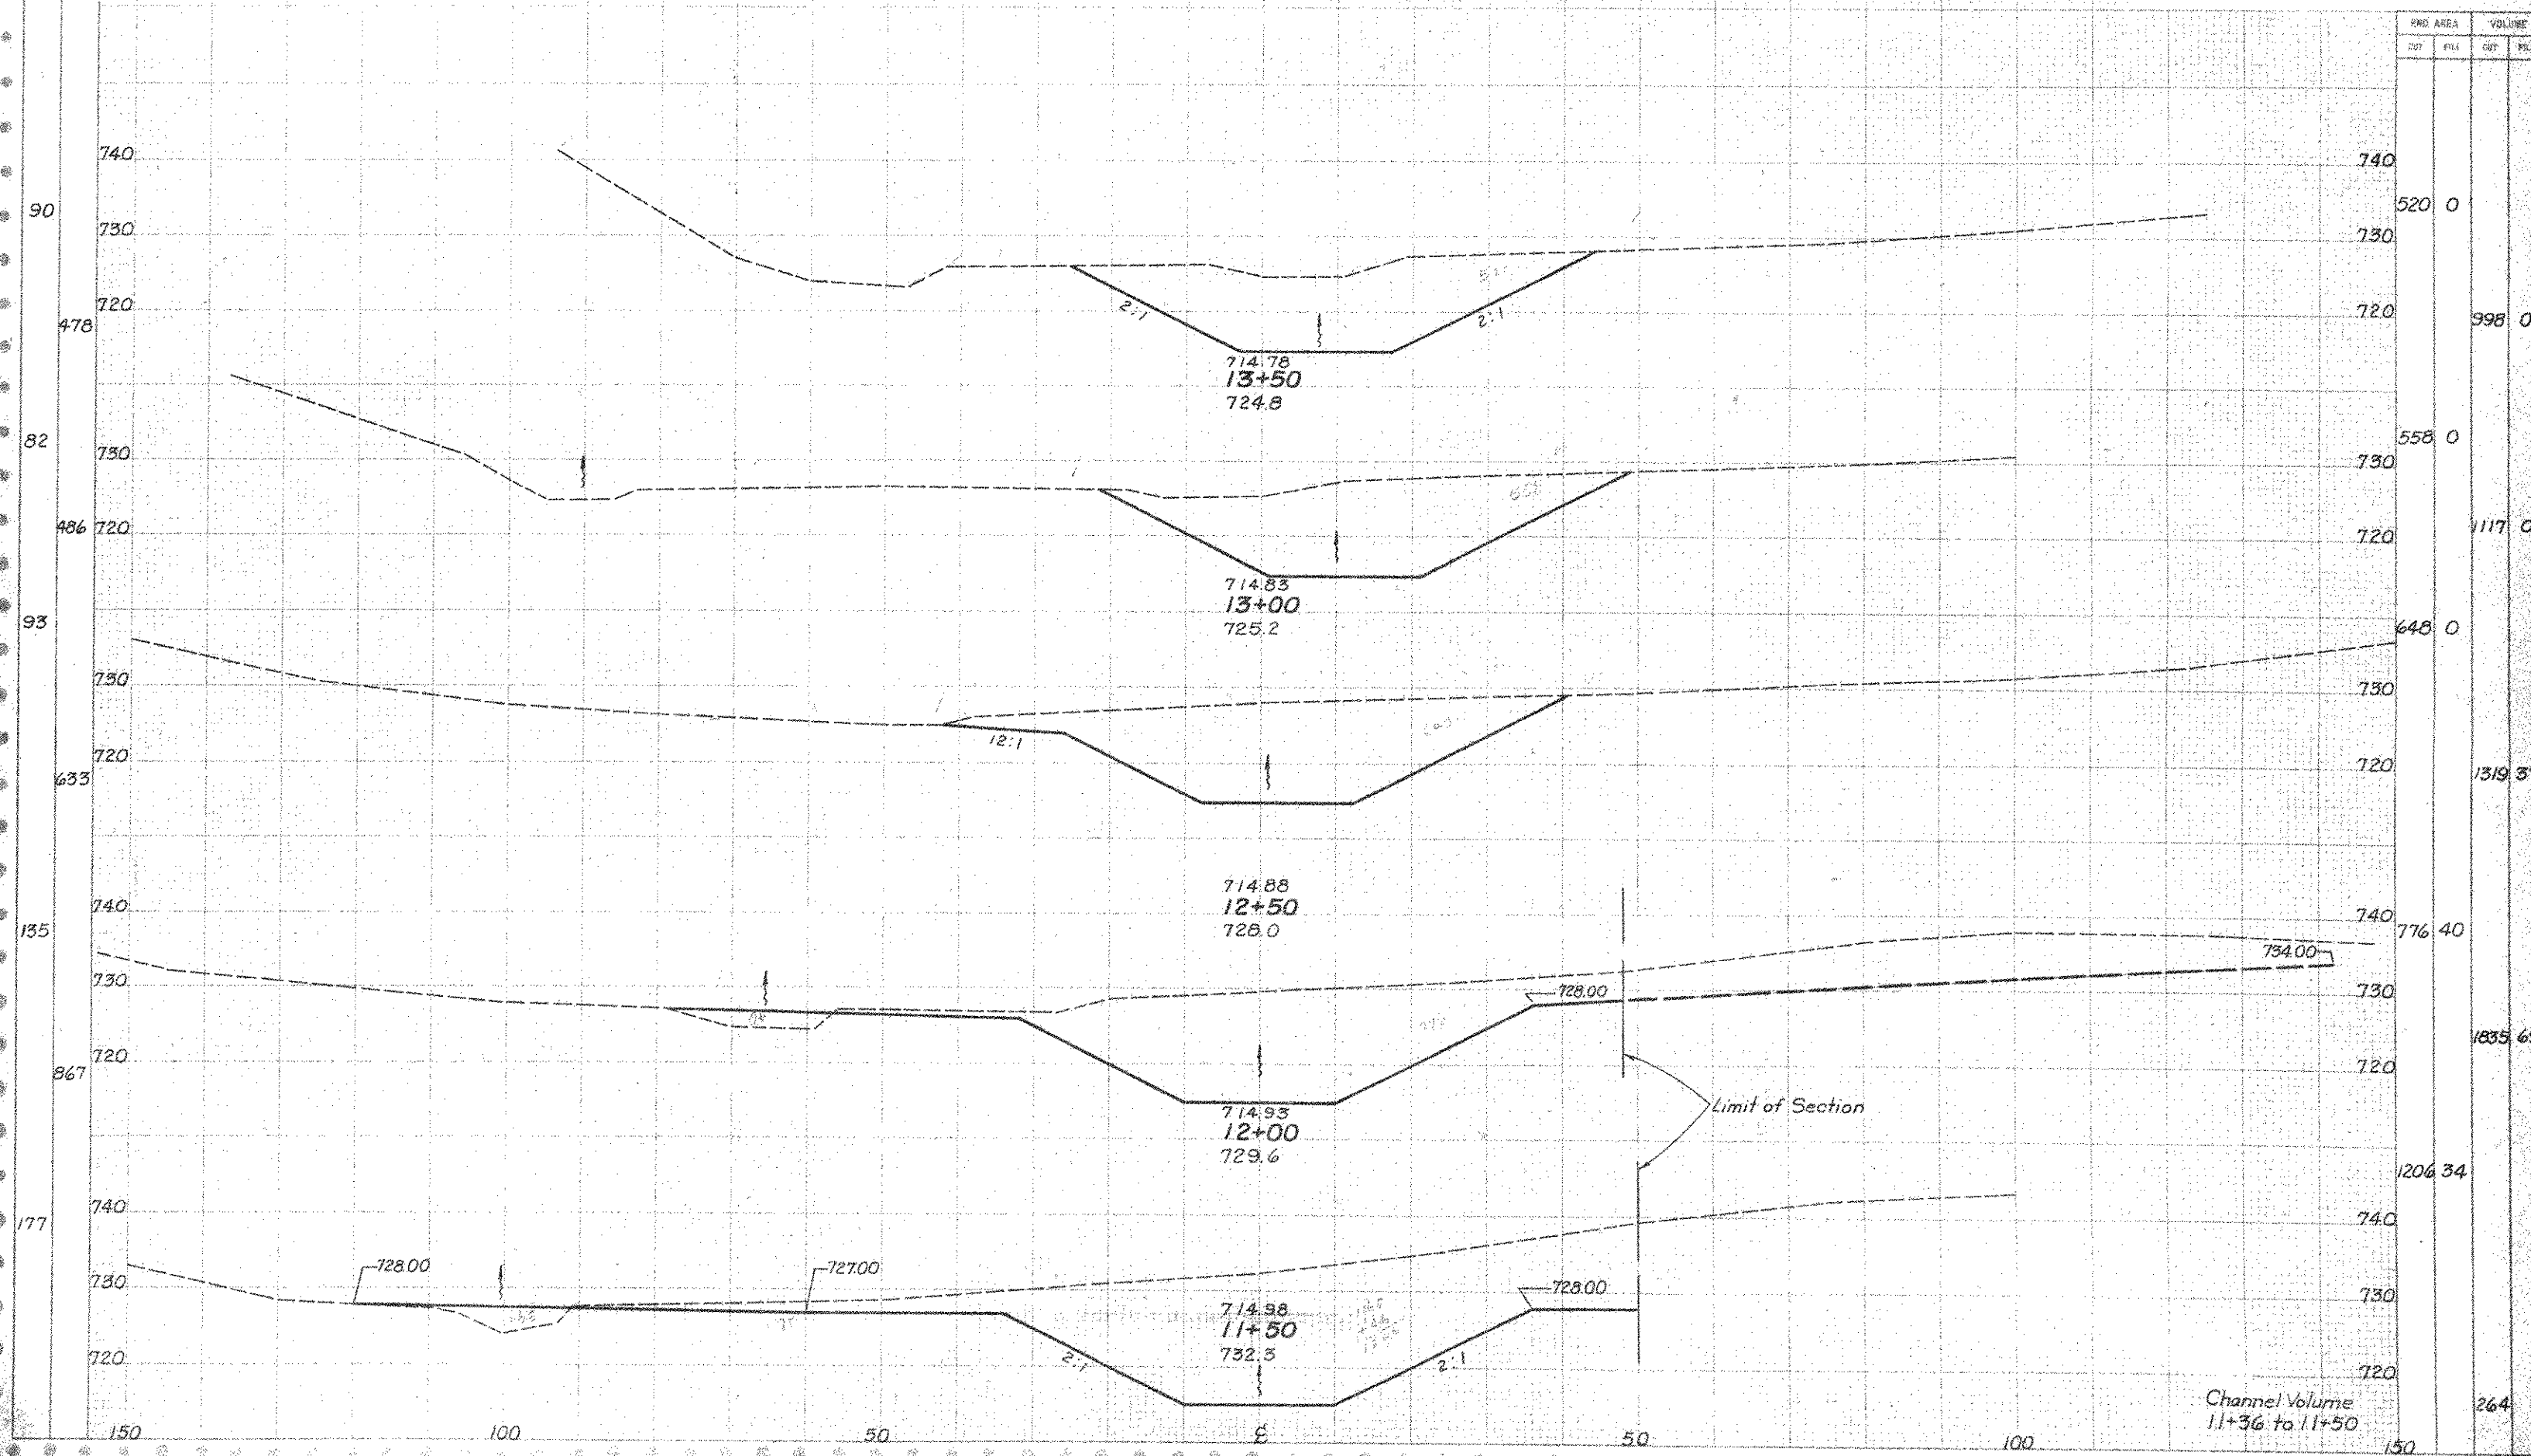 END AREA VOLUME
CUT FILL CUT
740 740
90 520 0
730 730
720 2:1 2:1 720
478 998 0
714.78
13+50
724.8
82 558 0
730 730
486 720 720 1117 0
714.83
13+00
725.2
93 648 0
730 730
12:1
720 720
633 1319
714.88
12+50
728.0
740 740
135 776 40
734.00
730 728.00 730
720 720 1835
867
714.93
12+00
729.6
Limit of Section
1206 34
177
740 740
728.00 727.00 728.00
730 730
714.98
11+50
732.3
2:1 2:1
720 720
Channel Volume 264
11+36 to 11+50
150 100 50 ℄ 50 100 150